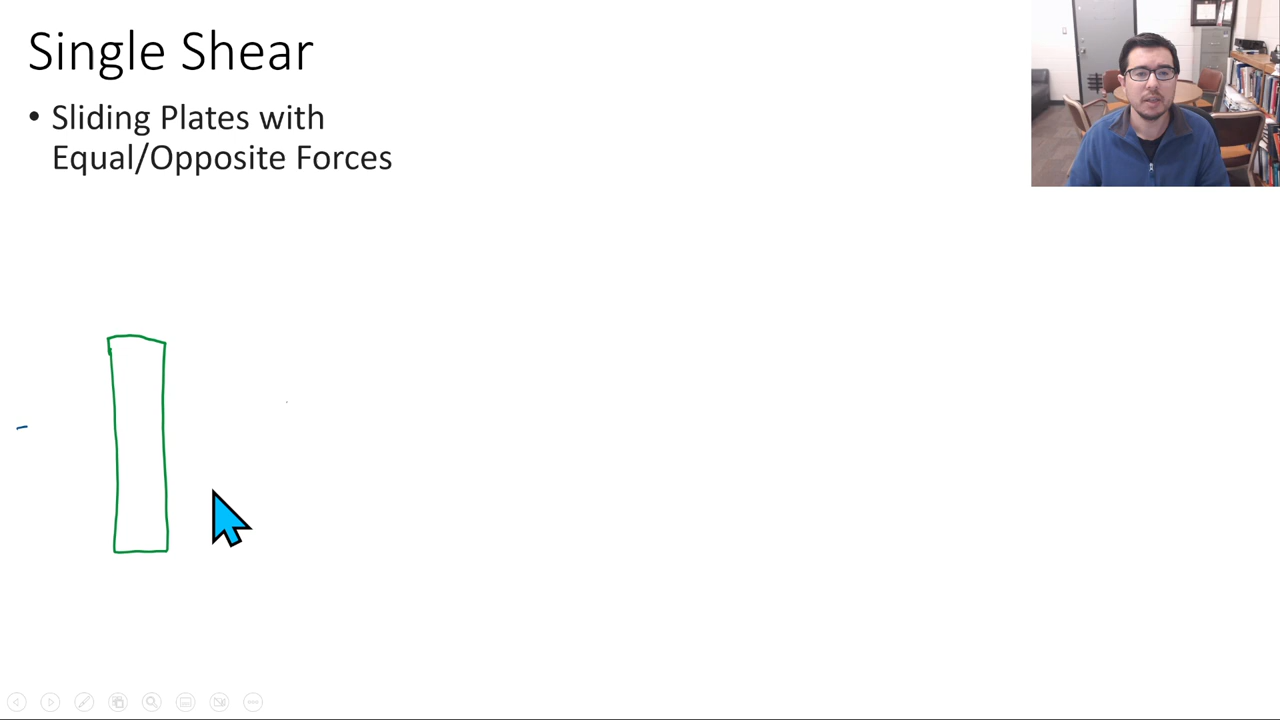 Single Shear
• Sliding Plates with
Equal/Opposite Forces